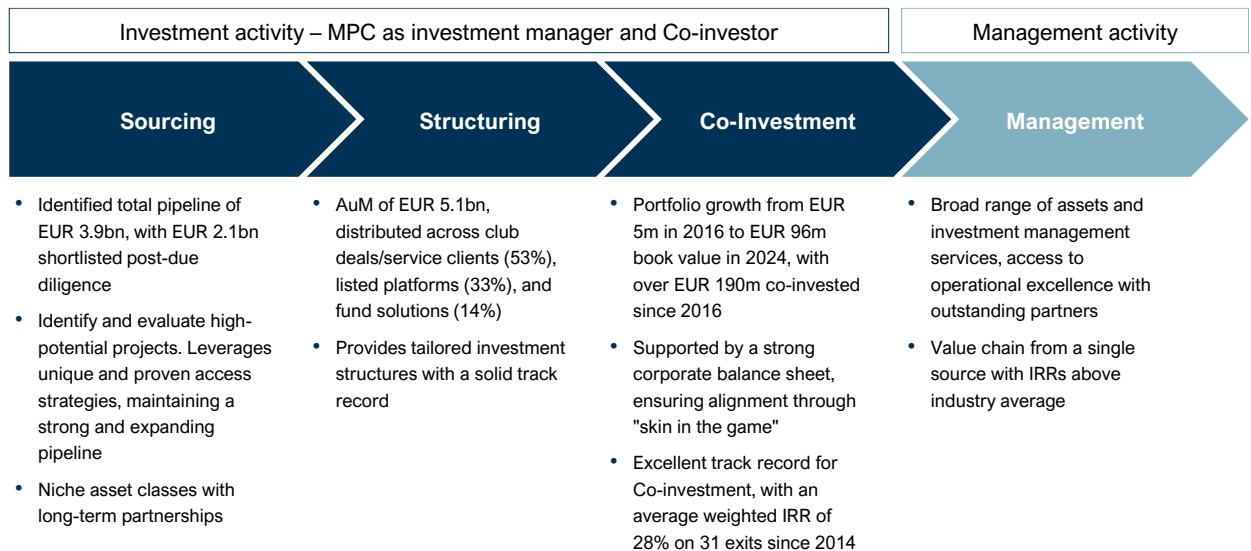 Investment activity – MPC as investment manager and Co-investor
Management activity
Sourcing
Structuring
Co-Investment
Management
• Identified total pipeline of
EUR 3.9bn, with EUR 2.1bn
shortlisted post-due
diligence
• Identify and evaluate high-
potential projects. Leverages
unique and proven access
strategies, maintaining a
strong and expanding
pipeline
• Niche asset classes with
long-term partnerships
• AuM of EUR 5.1bn,
distributed across club
deals/service clients (53%),
listed platforms (33%), and
fund solutions (14%)
• Provides tailored investment
structures with a solid track
record
• Portfolio growth from EUR
5m in 2016 to EUR 96m
book value in 2024, with
over EUR 190m co-invested
since 2016
• Supported by a strong
corporate balance sheet,
ensuring alignment through
"skin in the game"
• Excellent track record for
Co-investment, with an
average weighted IRR of
28% on 31 exits since 2014
• Broad range of assets and
investment management
services, access to
operational excellence with
outstanding partners
• Value chain from a single
source with IRRs above
industry average